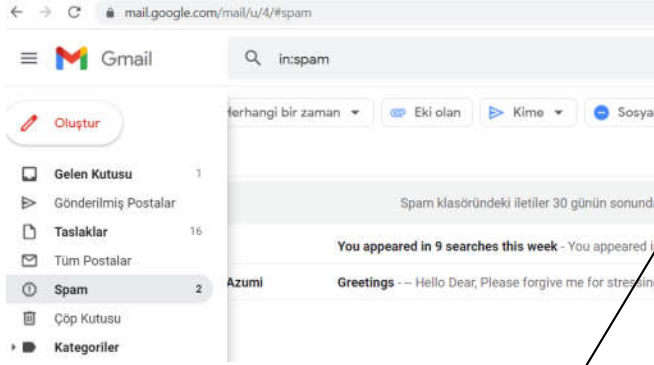 mail.google.com/mail/u/4/#spam
Gmail
in:spam
Oluştur
Herhangi bir zaman
Eki olan
Kime
Sosya
Gelen Kutusu 1
Gönderilmiş Postalar
Spam klasöründeki iletiler 30 günün sonund
Taslaklar 16
You appeared in 9 searches this week - You appeared i
Tüm Postalar
Spam 2
Azumi Greetings - -- Hello Dear, Please forgive me for stressing
Çöp Kutusu
Kategoriler